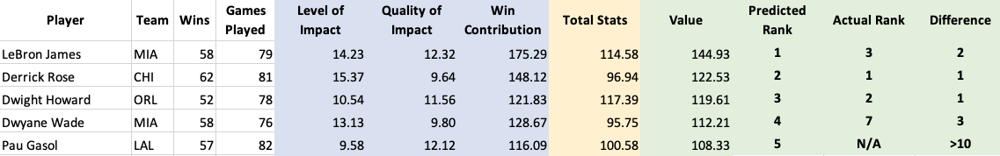 Player Team Wins Games Played Level of Impact Quality of Impact Win Contribution Total Stats Value Predicted Rank Actual Rank Difference
LeBron James MIA 58 79 14.23 12.32 175.29 114.58 144.93 1 3 2
Derrick Rose CHI 62 81 15.37 9.64 148.12 96.94 122.53 2 1 1
Dwight Howard ORL 52 78 10.54 11.56 121.83 117.39 119.61 3 2 1
Dwyane Wade MIA 58 76 13.13 9.80 128.67 95.75 112.21 4 7 3
Pau Gasol LAL 57 82 9.58 12.12 116.09 100.58 108.33 5 N/A >10